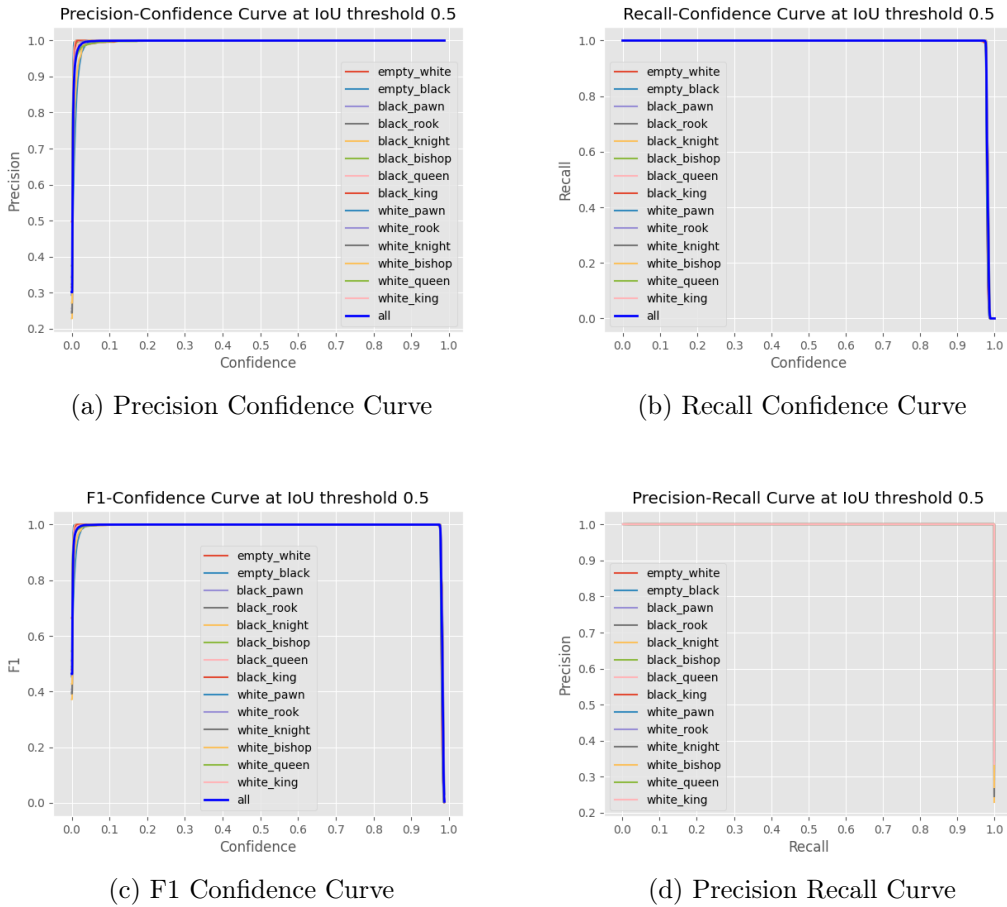 Precision-Confidence Curve at IoU threshold 0.5
1.0
0.9
0.8
0.7
0.6
0.5
0.4
0.3
0.2
Precision
empty_white
empty_black
black_pawn
black_rook
black_knight
black_bishop
black_queen
black_king
white_pawn
white_rook
white_knight
white_bishop
white_queen
white_king
all
0.0 0.1 0.2 0.3 0.4 0.5 0.6 0.7 0.8 0.9 1.0
Confidence
(a) Precision Confidence Curve
Recall-Confidence Curve at IoU threshold 0.5
1.0
0.8
0.6
0.4
0.2
0.0
Recall
empty_white
empty_black
black_pawn
black_rook
black_knight
black_bishop
black_queen
black_king
white_pawn
white_rook
white_knight
white_bishop
white_queen
white_king
all
0.0 0.1 0.2 0.3 0.4 0.5 0.6 0.7 0.8 0.9 1.0
Confidence
(b) Recall Confidence Curve
F1-Confidence Curve at IoU threshold 0.5
1.0
0.8
0.6
0.4
0.2
0.0
F1
empty_white
empty_black
black_pawn
black_rook
black_knight
black_bishop
black_queen
black_king
white_pawn
white_rook
white_knight
white_bishop
white_queen
white_king
all
0.0 0.1 0.2 0.3 0.4 0.5 0.6 0.7 0.8 0.9 1.0
Confidence
(c) F1 Confidence Curve
Precision-Recall Curve at IoU threshold 0.5
1.0
0.9
0.8
0.7
0.6
0.5
0.4
0.3
0.2
Precision
empty_white
empty_black
black_pawn
black_rook
black_knight
black_bishop
black_queen
black_king
white_pawn
white_rook
white_knight
white_bishop
white_queen
white_king
0.0 0.1 0.2 0.3 0.4 0.5 0.6 0.7 0.8 0.9 1.0
Recall
(d) Precision Recall Curve